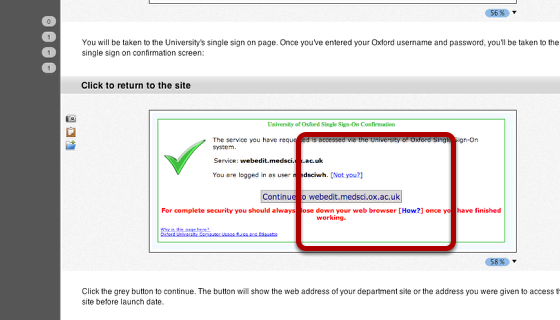 56%
0
1
1
1
You will be taken to the University's single sign on page. Once you've entered your Oxford username and password, you'll be taken to the
single sign on confirmation screen:
Click to return to the site
University of Oxford Single Sign-On Confirmation
The service you have requested is accessed via the University of Oxford Single Sign-On
system.
Service: webedit.medsci.ox.ac.uk
You are logged in as user medsciwh. [Not you?]
Continue to webedit.medsci.ox.ac.uk
For complete security you should always close down your web browser [How?] once you have finished
working.
Why is this page here?
Oxford University Computer Usage Rules and Etiquette
58%
Click the grey button to continue. The button will show the web address of your department site or the address you were given to access
site before launch date.